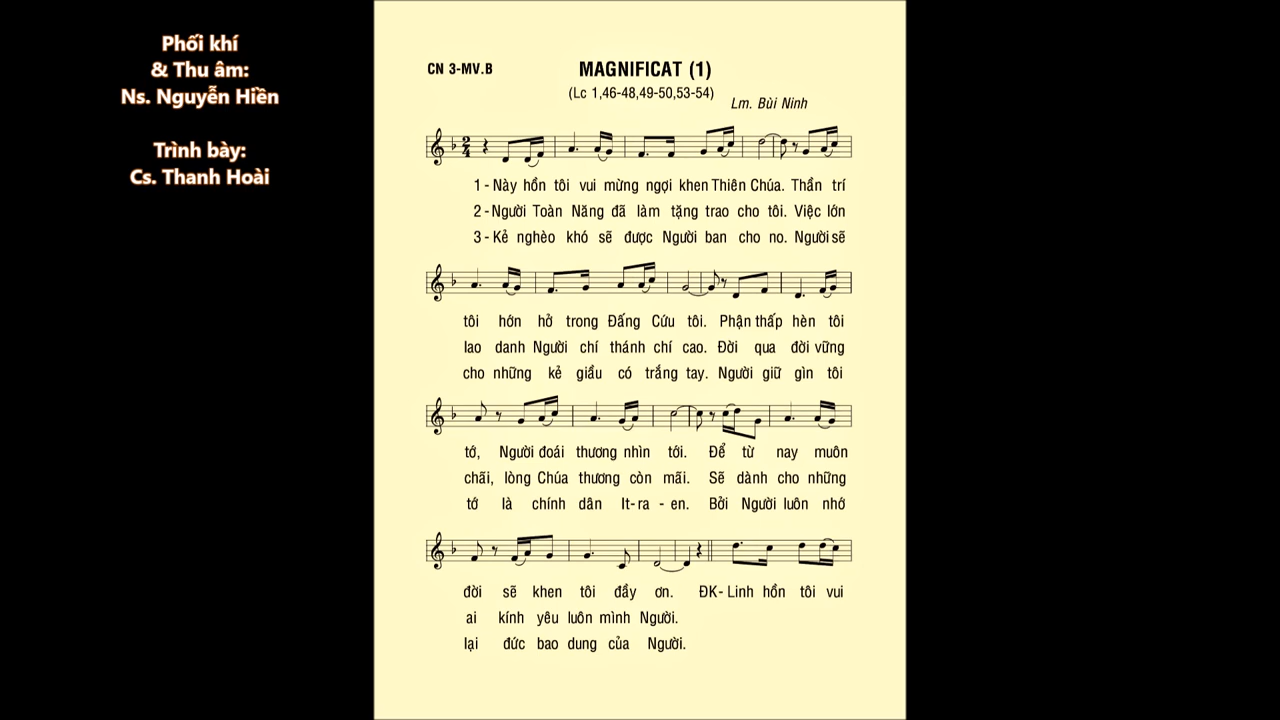 Phối khí
& Thu âm:
Ns. Nguyễn Hiền
Trình bày:
Cs. Thanh Hoài
CN 3-MV.B
MAGNIFICAT (1)
(Lc 1,46-48,49-50,53-54)
Lm. Bùi Ninh
2
4
1-Này hồn tôi vui mừng ngợi khen Thiên Chúa. Thần trí
2-Người Toàn Năng đã làm tặng trao cho tôi. Việc lớn
3-Kẻ nghèo khó sẽ được Người ban cho no. Người sẽ
tôi hớn hở trong Đấng Cứu tôi. Phận thấp hèn tôi
lao danh Người chí thánh chí cao. Đời qua đời vững
cho những kẻ giầu có trắng tay. Người giữ gìn tôi
tớ, Người đoái thương nhìn tới. Để từ nay muôn
chãi, lòng Chúa thương còn mãi. Sẽ dành cho những
tớ là chính dân It-ra-en. Bởi Người luôn nhớ
đời sẽ khen tôi đầy ơn. ĐK-Linh hồn tôi vui
ai kính yêu luôn mình Người.
lại đức bao dung của Người.